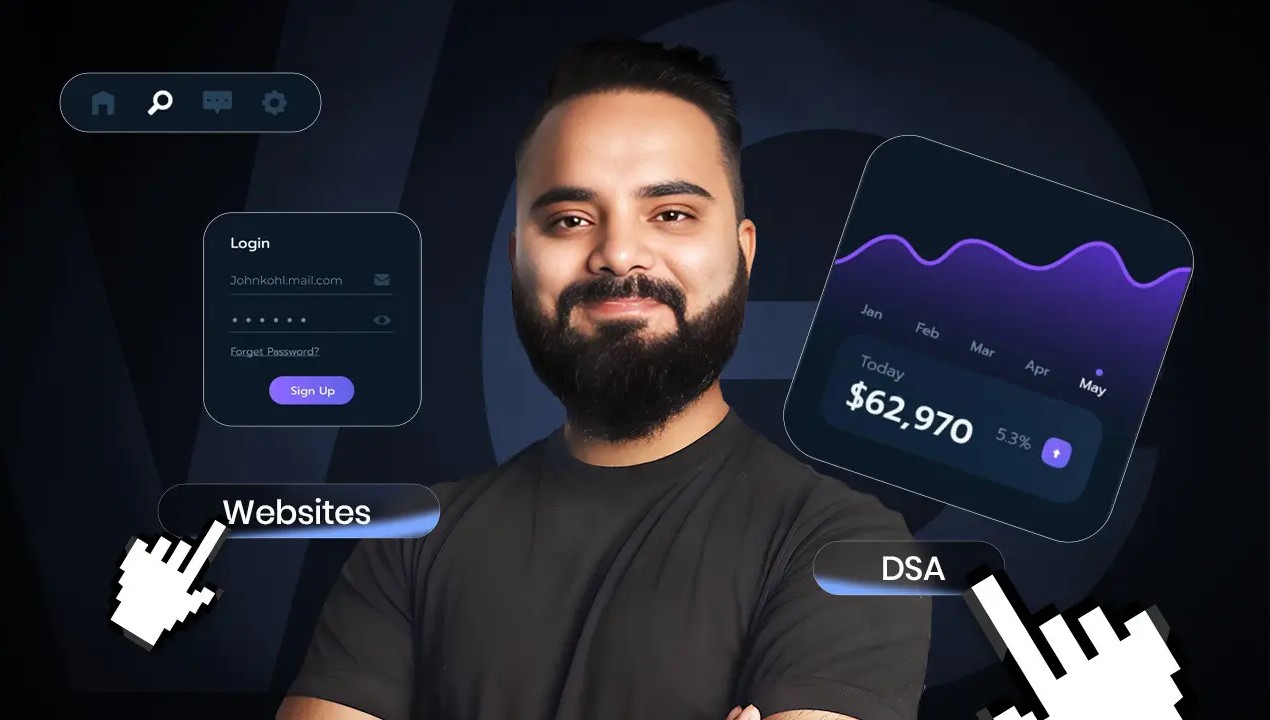 Login
Johnkohl.mail.com
Forget Password?
Sign Up
Websites
Jan
Feb
Mar
Apr
May
Today
$62,970
5.3%
DSA